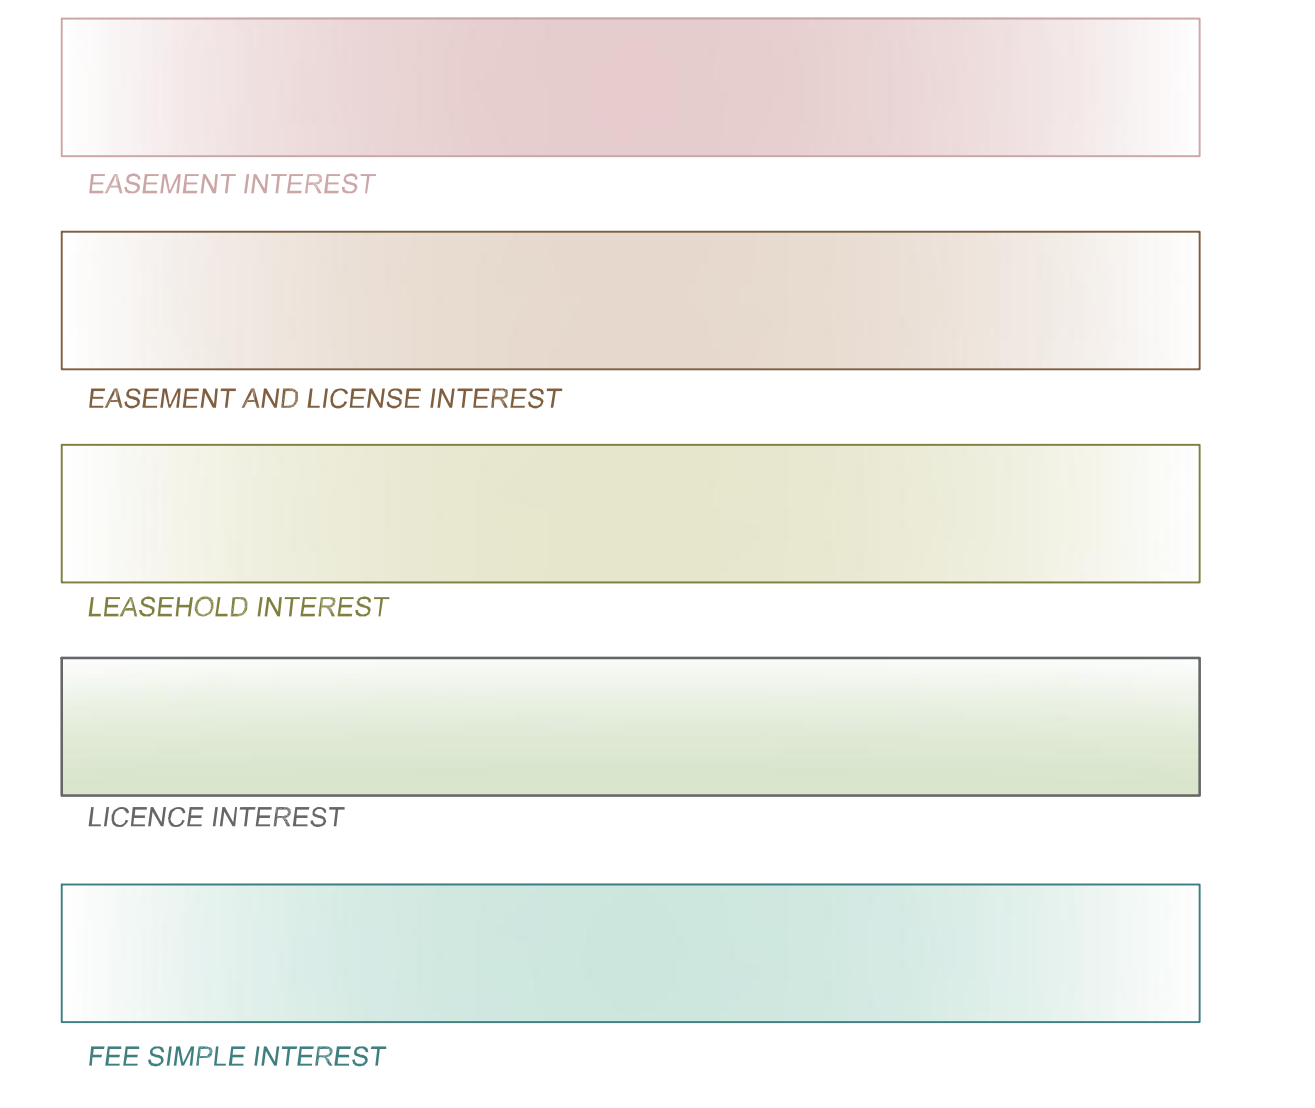 EASEMENT INTEREST
EASEMENT AND LICENSE INTEREST
LEASEHOLD INTEREST
LICENCE INTEREST
FEE SIMPLE INTEREST